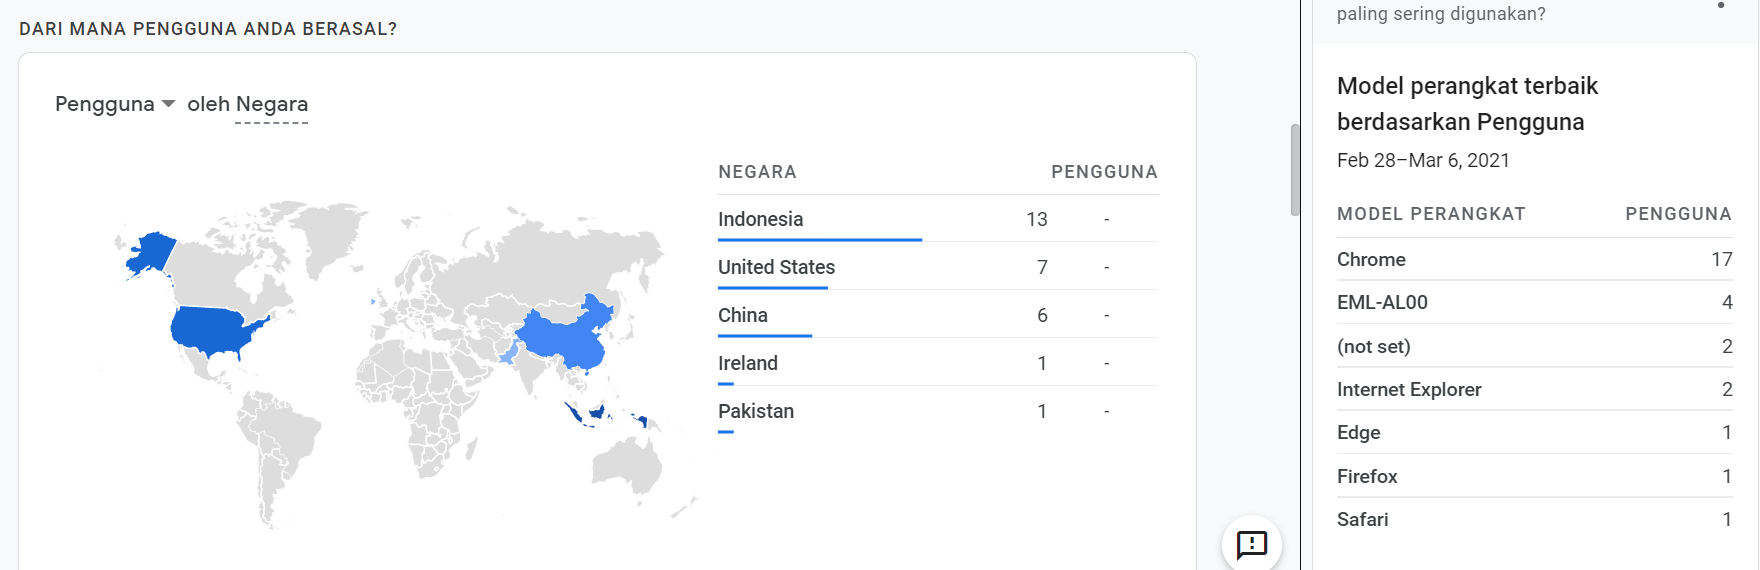 DARI MANA PENGGUNA ANDA BERASAL?
Pengguna oleh Negara
NEGARA PENGGUNA
Indonesia 13 -
United States 7 -
China 6 -
Ireland 1 -
Pakistan 1 -
paling sering digunakan?
Model perangkat terbaik
berdasarkan Pengguna
Feb 28–Mar 6, 2021
MODEL PERANGKAT PENGGUNA
Chrome 17
EML-AL00 4
(not set) 2
Internet Explorer 2
Edge 1
Firefox 1
Safari 1